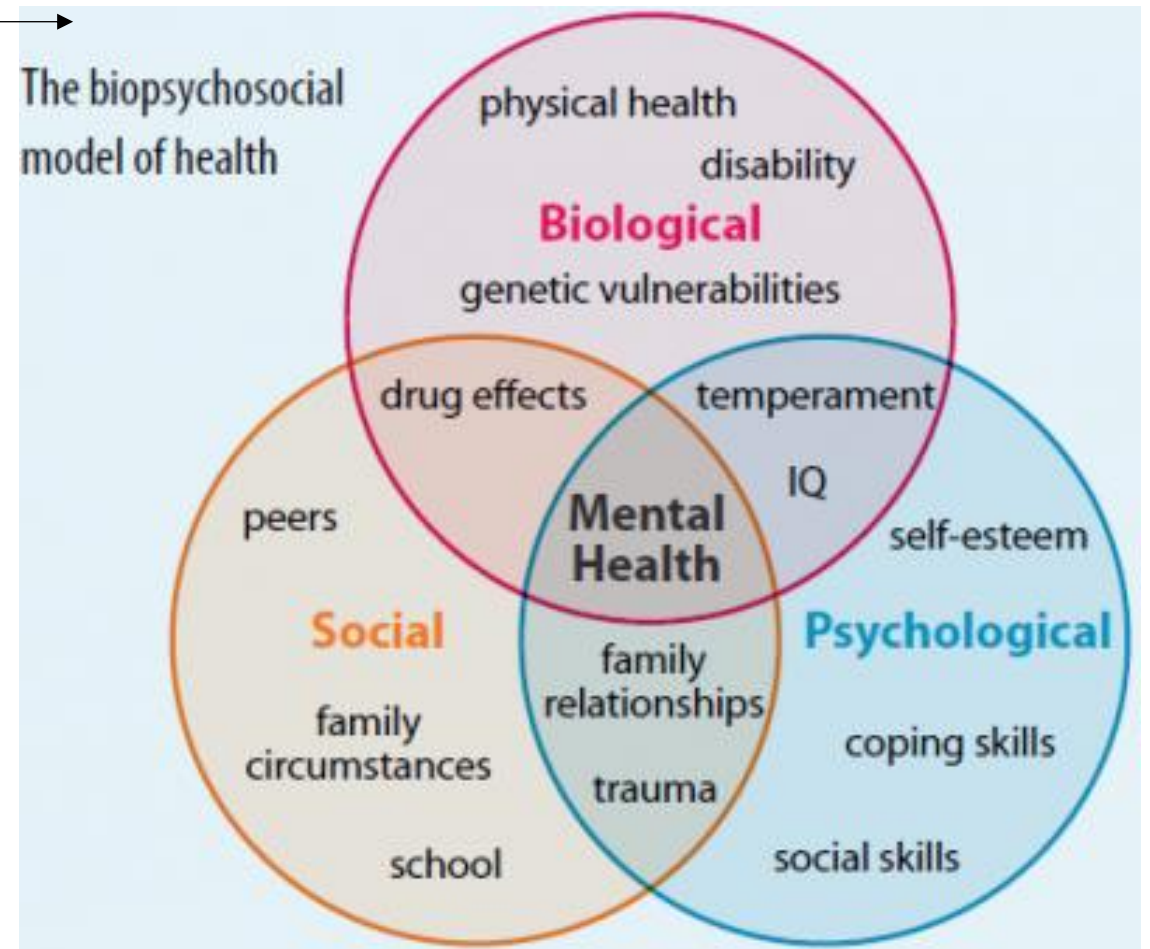 The biopsychosocial
model of health
physical health
disability
Biological
genetic vulnerabilities
drug effects
temperament
IQ
peers
Mental
Health
self-esteem
Social
Psychological
family
relationships
family
circumstances
coping skills
trauma
school
social skills